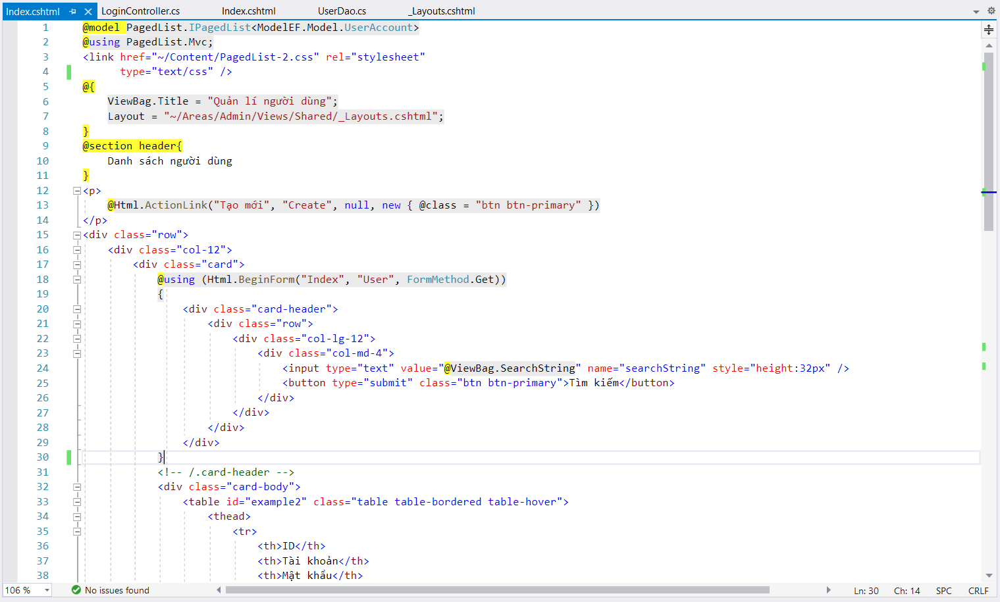 Index.cshtml LoginController.cs Index.cshtml UserDao.cs _Layouts.cshtml
1 @model PagedList.IPagedList<ModelEF.Model.UserAccount>
2 @using PagedList.Mvc;
3 <link href="~/Content/PagedList-2.css" rel="stylesheet"
4 type="text/css" />
5 @{
6 ViewBag.Title = "Quản lí người dùng";
7 Layout = "~/Areas/Admin/Views/Shared/_Layouts.cshtml";
8 }
9 @section header{
10 Danh sách người dùng
11 }
12 <p>
13 @Html.ActionLink("Tạo mới", "Create", null, new { @class = "btn btn-primary" })
14 </p>
15 <div class="row">
16 <div class="col-12">
17 <div class="card">
18 @using (Html.BeginForm("Index", "User", FormMethod.Get))
19 {
20 <div class="card-header">
21 <div class="row">
22 <div class="col-lg-12">
23 <div class="col-md-4">
24 <input type="text" value="@ViewBag.SearchString" name="searchString" style="height:32px" />
25 <button type="submit" class="btn btn-primary">Tìm kiếm</button>
26 </div>
27 </div>
28 </div>
29 </div>
30 }
31 <!-- /.card-header -->
32 <div class="card-body">
33 <table id="example2" class="table table-bordered table-hover">
34 <thead>
35 <tr>
36 <th>ID</th>
37 <th>Tài khoản</th>
38 <th>Mật khẩu</th>
106 % No issues found Ln: 30 Ch: 14 SPC CRLF